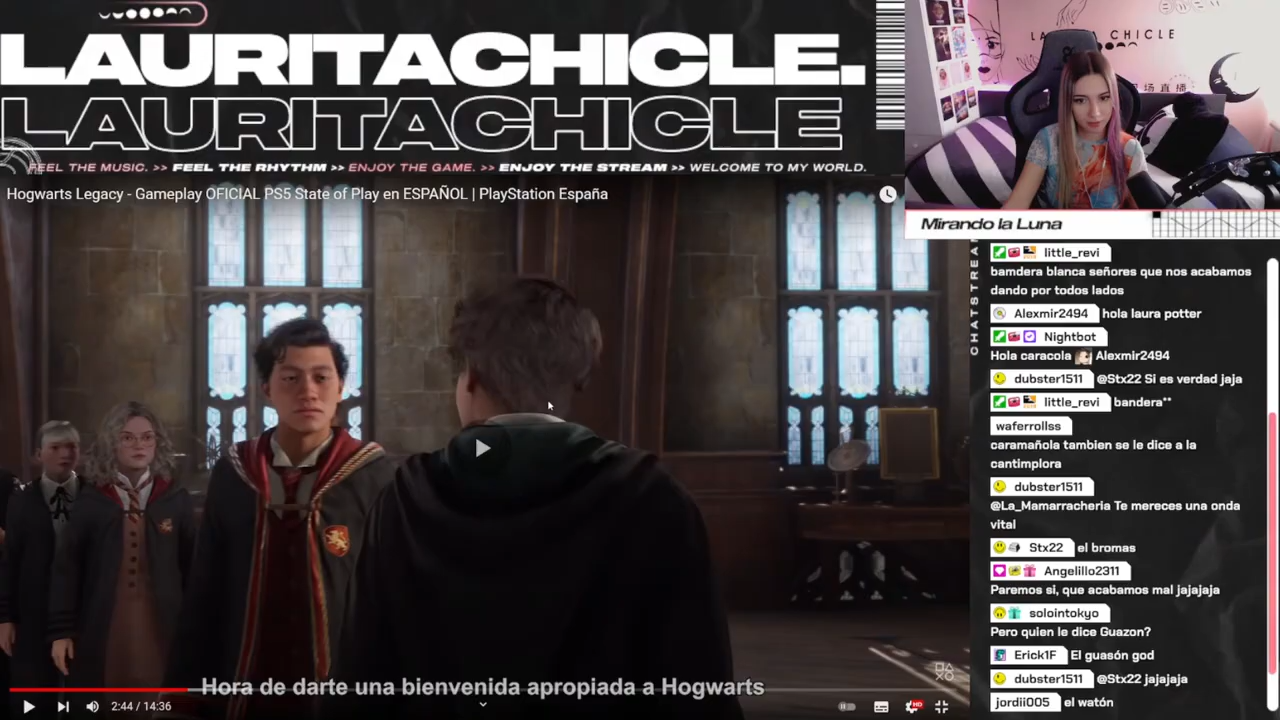 LAURITACHICLE.
LAURITACHICLE
FEEL THE MUSIC. >> FEEL THE RHYTHM >> ENJOY THE GAME. >> ENJOY THE STREAM >> WELCOME TO MY WORLD.
Hogwarts Legacy - Gameplay OFICIAL PS5 State of Play en ESPAÑOL | PlayStation España
CHICLE
Mirando la Luna
CHATSTREAM
little_revi
bamdera blanca señores que nos acabamos
dando por todos lados
Alexmir2494 hola laura potter
Nightbot
Hola caracola Alexmir2494
dubster1511 @Stx22 Si es verdad jaja
little_revi bandera**
waferrollss
caramañola tambien se le dice a la
cantimplora
dubster1511
@La_Mamarracheria Te mereces una onda
vital
Stx22 el bromas
Angelillo2311
Paremos si, que acabamos mal jajajaja
solointokyo
Pero quien le dice Guazon?
Erick1F El guasón god
dubster1511 @Stx22 jajajaja
jordii005 el watón
Hora de darte una bienvenida apropiada a Hogwarts
2:44 / 14:36
HD